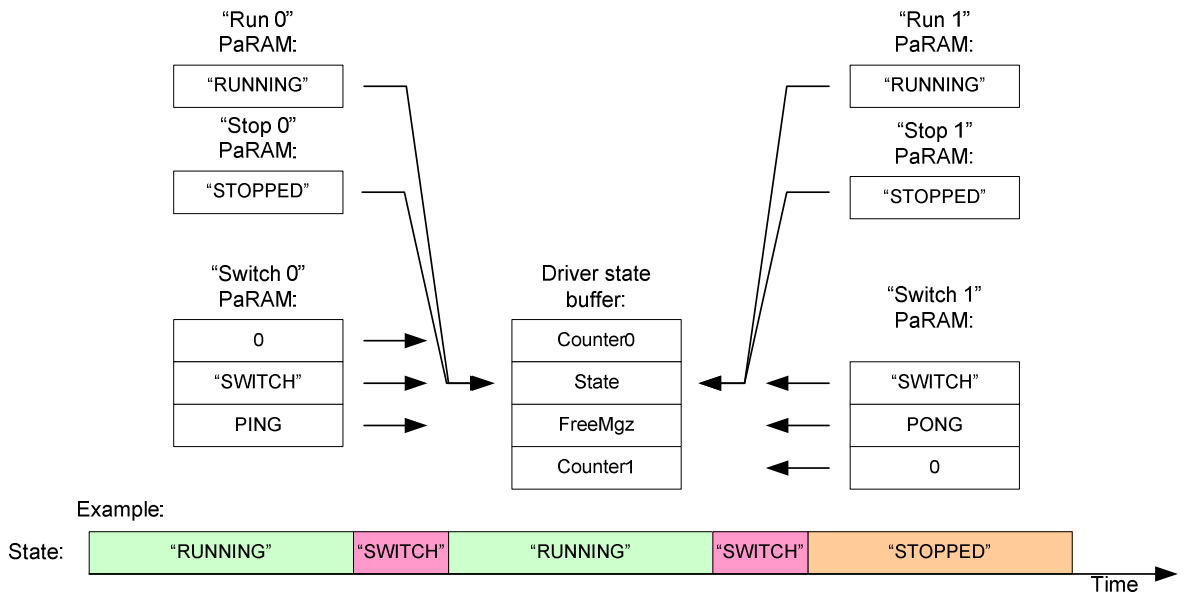 “Run 0”
PaRAM:
“RUNNING”
“Stop 0”
PaRAM:
“STOPPED”
“Switch 0”
PaRAM:
0
“SWITCH”
PING
Driver state
buffer:
Counter0
State
FreeMgz
Counter1
“Run 1”
PaRAM:
“RUNNING”
“Stop 1”
PaRAM:
“STOPPED”
“Switch 1”
PaRAM:
“SWITCH”
PONG
0
Example:
State:
“RUNNING”
“SWITCH”
“RUNNING”
“SWITCH”
“STOPPED”
Time